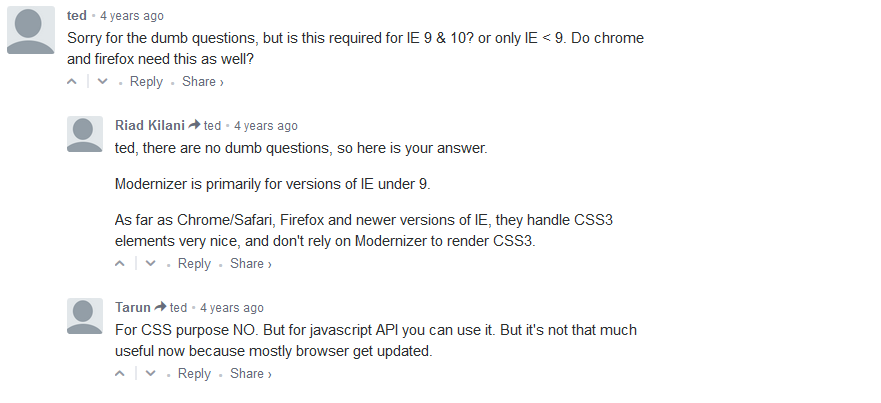 ted • 4 years ago
Sorry for the dumb questions, but is this required for IE 9 & 10? or only IE < 9. Do chrome
and firefox need this as well?
Reply • Share ›
Riad Kilani ted • 4 years ago
ted, there are no dumb questions, so here is your answer.
Modernizer is primarily for versions of IE under 9.
As far as Chrome/Safari, Firefox and newer versions of IE, they handle CSS3
elements very nice, and don't rely on Modernizer to render CSS3.
Reply • Share ›
Tarun ted • 4 years ago
For CSS purpose NO. But for javascript API you can use it. But it's not that much
useful now because mostly browser get updated.
Reply • Share ›